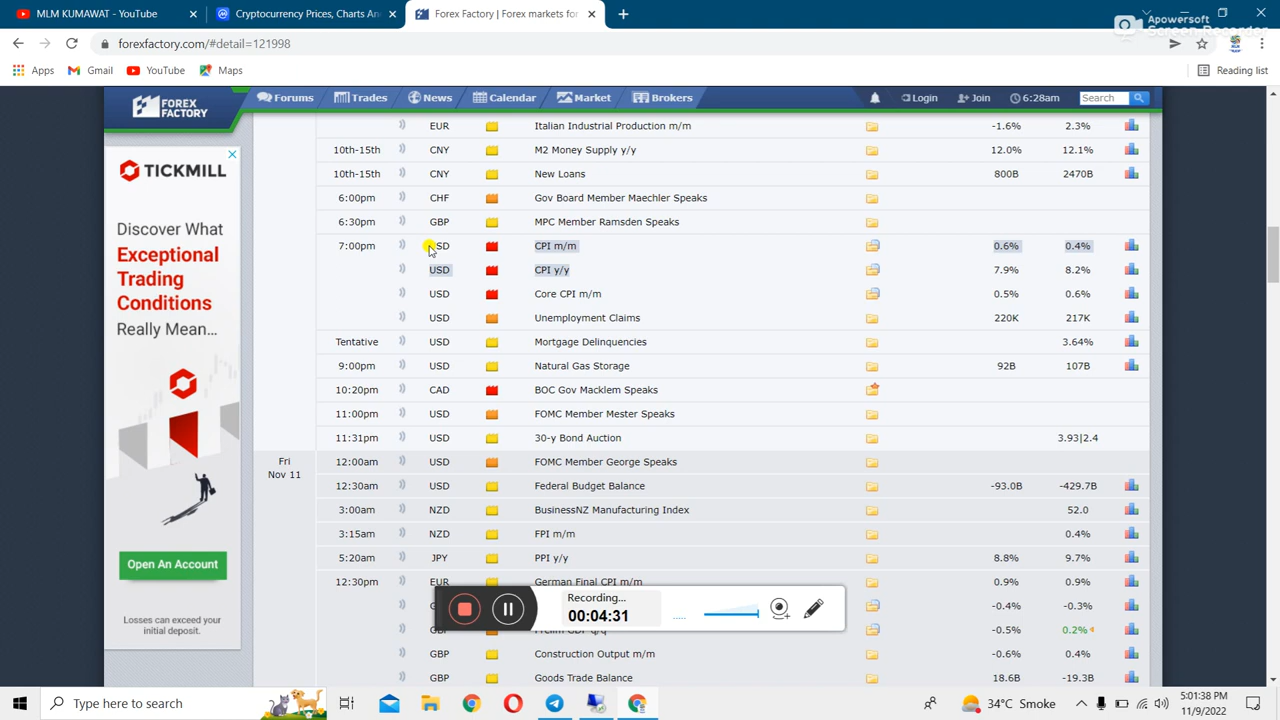 MLM KUMAWAT - YouTube
Cryptocurrency Prices, Charts An
Forex Factory | Forex markets for
Apowersoft
Screen Recorder
forexfactory.com/#detail=121998
Apps Gmail YouTube Maps Reading list
FOREX FACTORY Forums Trades News Calendar Market Brokers Login Join 6:28am Search
EUR Italian Industrial Production m/m -1.6% 2.3%
10th-15th CNY M2 Money Supply y/y 12.0% 12.1%
10th-15th CNY New Loans 800B 2470B
6:00pm CHF Gov Board Member Maechler Speaks
6:30pm GBP MPC Member Ramsden Speaks
7:00pm USD CPI m/m 0.6% 0.4%
USD CPI y/y 7.9% 8.2%
USD Core CPI m/m 0.5% 0.6%
USD Unemployment Claims 220K 217K
Tentative USD Mortgage Delinquencies 3.64%
9:00pm USD Natural Gas Storage 92B 107B
10:20pm CAD BOC Gov Macklem Speaks
11:00pm USD FOMC Member Mester Speaks
11:31pm USD 30-y Bond Auction 3.93|2.4
Fri Nov 11 12:00am USD FOMC Member George Speaks
12:30am USD Federal Budget Balance -93.0B -429.7B
3:00am NZD BusinessNZ Manufacturing Index 52.0
3:15am NZD FPI m/m 0.4%
5:20am JPY PPI y/y 8.8% 9.7%
12:30pm EUR German Final CPI m/m 0.9% 0.9%
-0.4% -0.3%
GBP Prelim GDP q/q -0.5% 0.2%
GBP Construction Output m/m -0.6% 0.4%
GBP Goods Trade Balance 18.6B -19.3B
TICKMILL
Discover What
Exceptional
Trading
Conditions
Really Mean...
Open An Account
Losses can exceed your
initial deposit.
Recording...
00:04:31
Type here to search
34°C Smoke
5:01:38 PM
11/9/2022